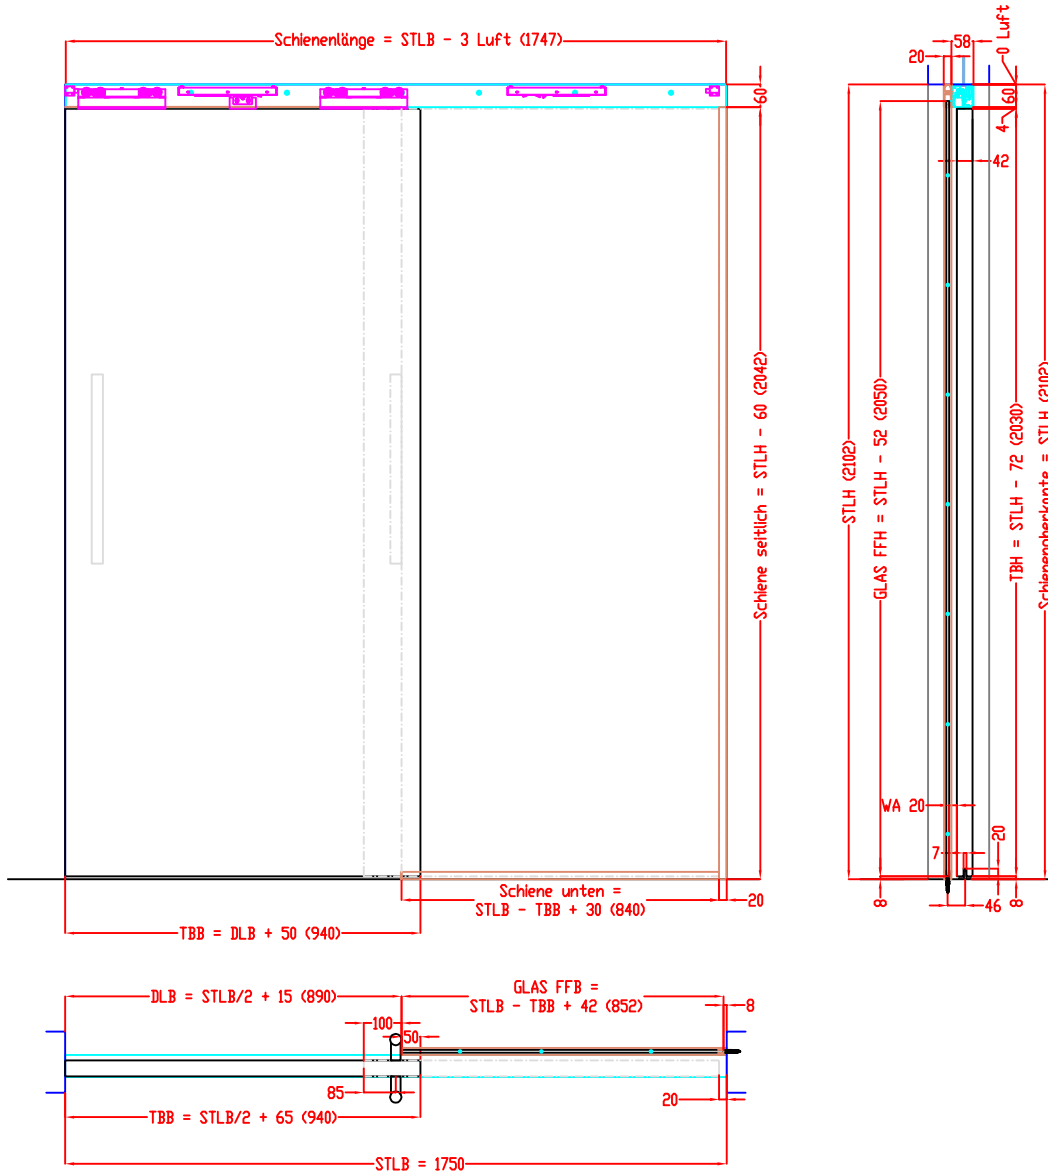 Schienenlänge = STLB - 3 Luft (1747)
60
Schiene seitlich = STLH - 60 (2042)
Schiene unten =
STLB - TBB + 30 (840)
20
TBB = DLB + 50 (940)
20
58
0 Luft
60
4
42
STLH (2102)
GLAS FFH = STLH - 52 (2050)
TBH = STLH - 72 (2030)
Schienenoberkante = STLH (2102)
WA 20
7
20
8
46
8
DLB = STLB/2 + 15 (890)
GLAS FFB =
STLB - TBB + 42 (852)
8
100
50
85
20
TBB = STLB/2 + 65 (940)
STLB = 1750